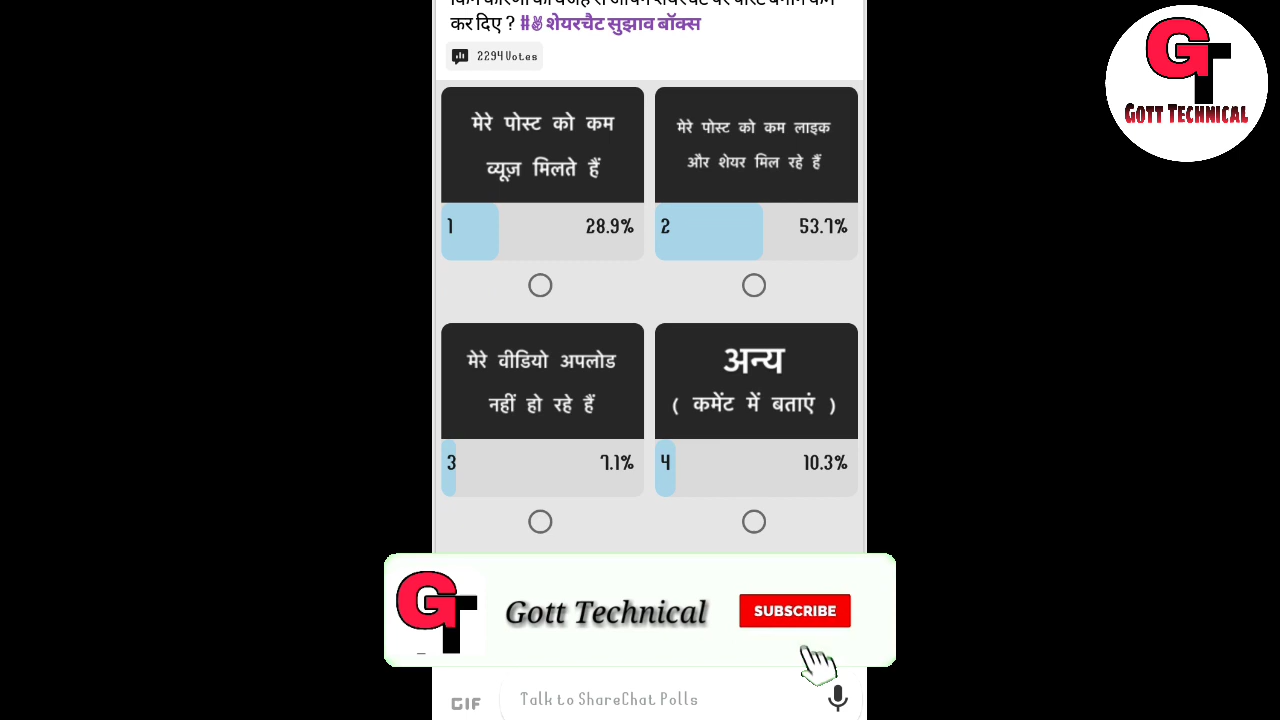 कर दिए ? #✌शेयरचैट सुझाव बॉक्स
2294 Votes
GT
GOTT TECHNICAL
मेरे पोस्ट को कम
व्यूज़ मिलते हैं
1 28.9%
मेरे पोस्ट को कम लाइक
और शेयर मिल रहे हैं
2 53.7%
मेरे वीडियो अपलोड
नहीं हो रहे हैं
3 7.1%
अन्य
( कमेंट में बताएं )
4 10.3%
GT
Gott Technical
SUBSCRIBE
GIF
Talk to ShareChat Polls